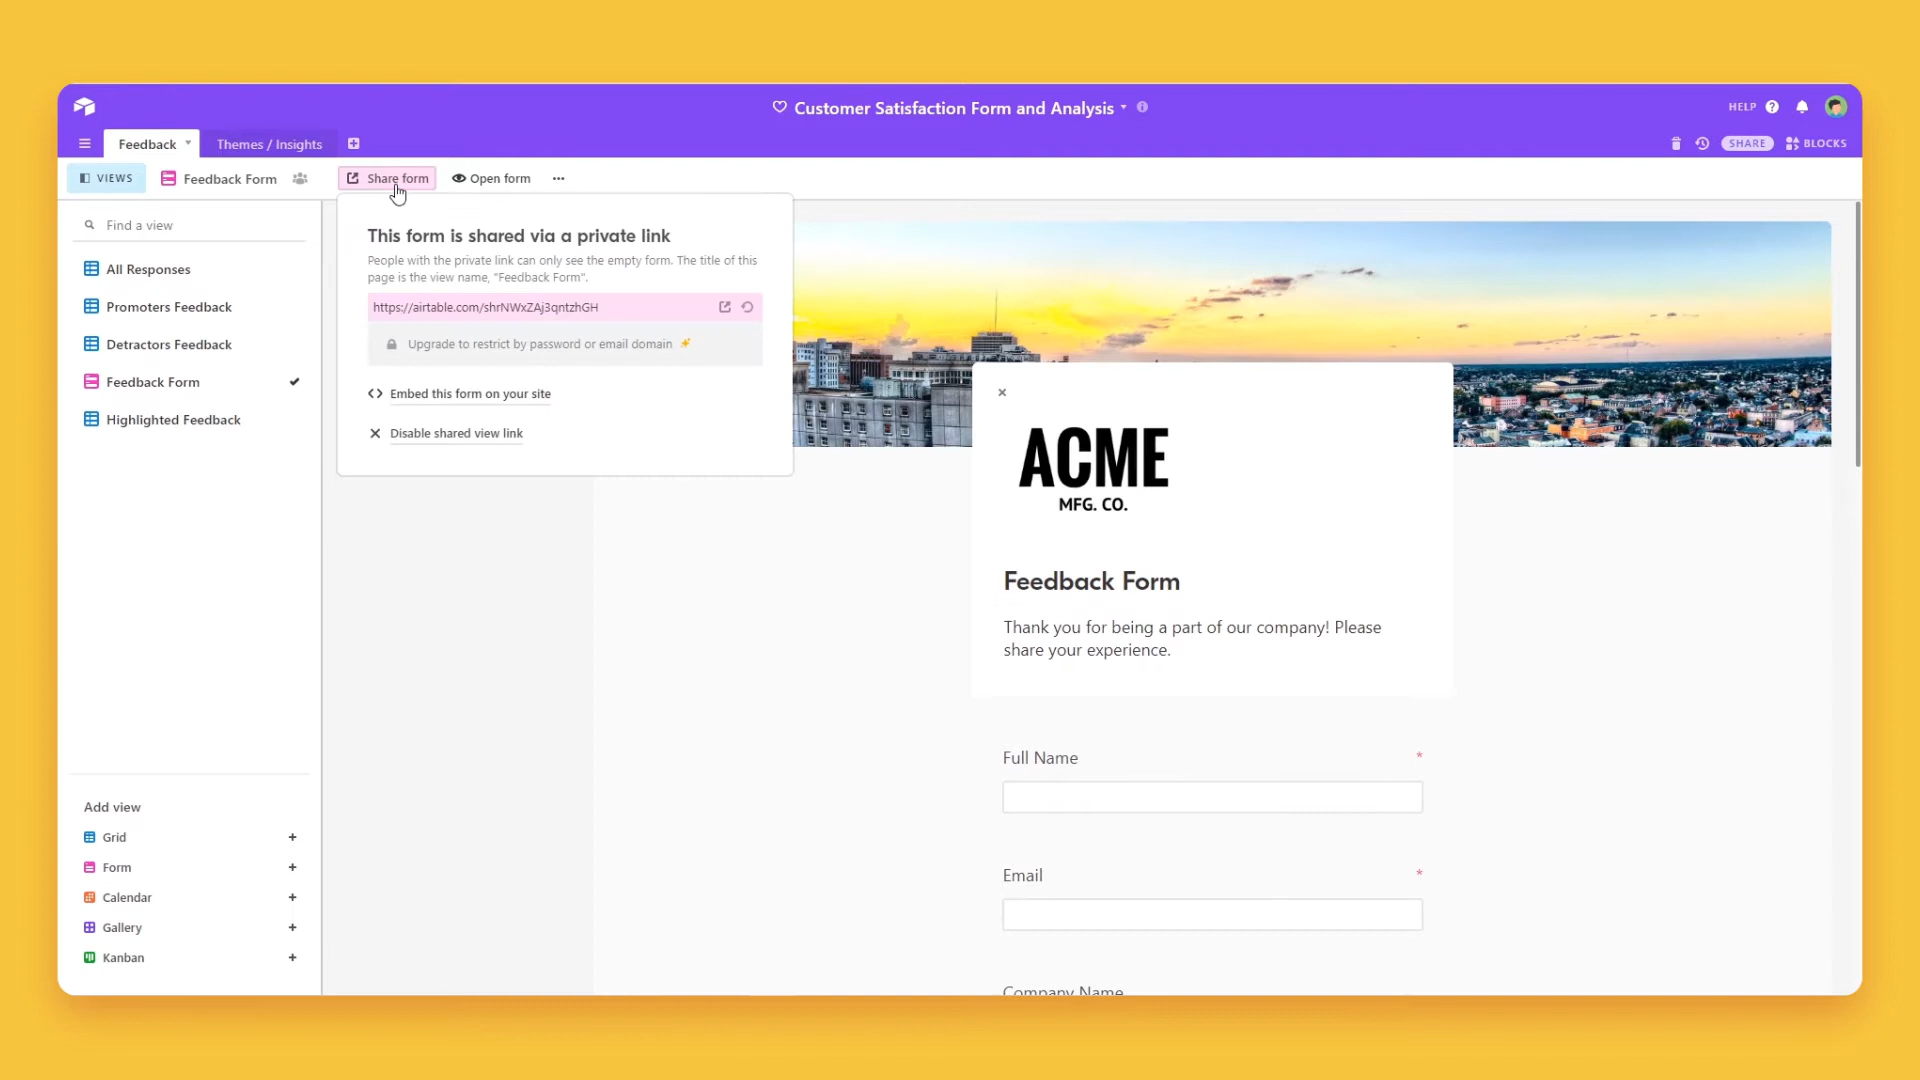 Customer Satisfaction Form and Analysis
HELP
Feedback
Themes / Insights
SHARE
BLOCKS
VIEWS
Feedback Form
Share form
Open form
Find a view
All Responses
Promoters Feedback
Detractors Feedback
Feedback Form
Highlighted Feedback
Add view
Grid
Form
Calendar
Gallery
Kanban
This form is shared via a private link
People with the private link can only see the empty form. The title of this
page is the view name, "Feedback Form".
https://airtable.com/shrNWxZAj3qntzhGH
Upgrade to restrict by password or email domain
Embed this form on your site
Disable shared view link
ACME
MFG. CO.
Feedback Form
Thank you for being a part of our company! Please
share your experience.
Full Name *
Email *
Company Name